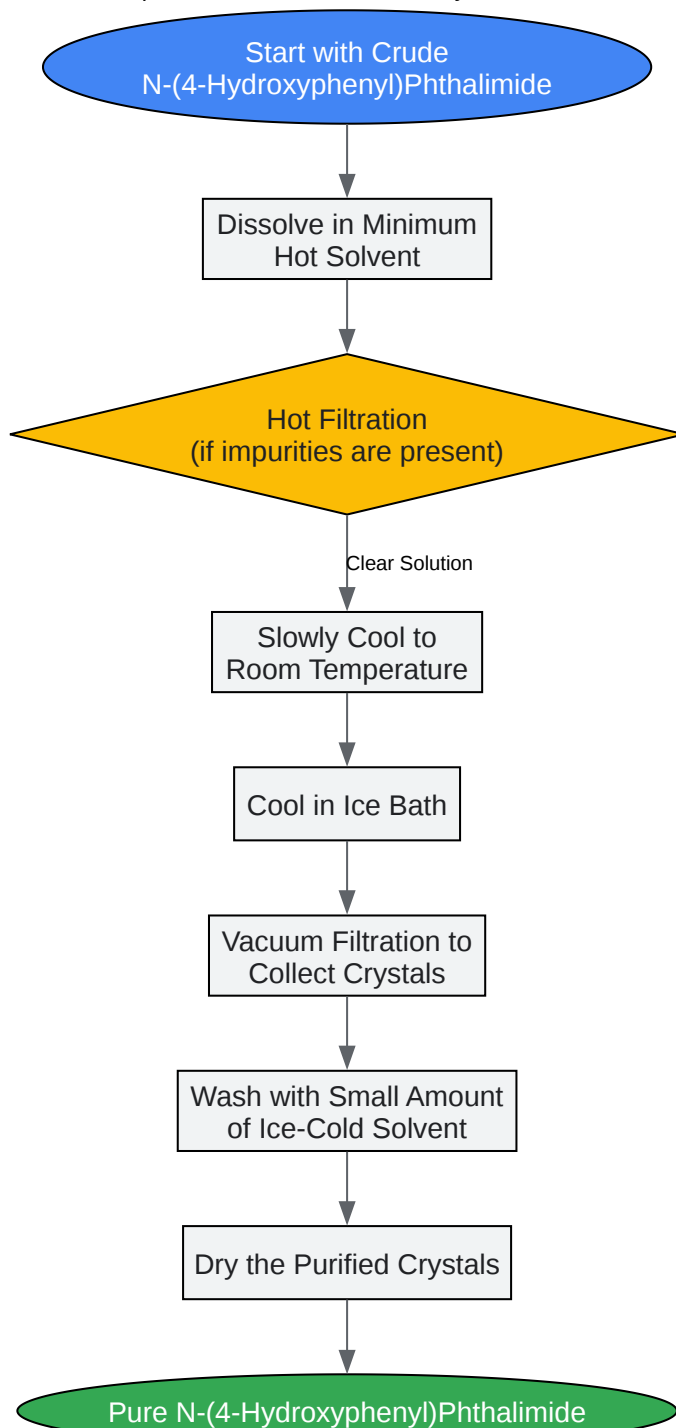 Start with Crude
N-(4-Hydroxyphenyl)Phthalimide
Dissolve in Minimum
Hot Solvent
Hot Filtration
(if impurities are present)
Clear Solution
Slowly Cool to
Room Temperature
Cool in Ice Bath
Vacuum Filtration to
Collect Crystals
Wash with Small Amount
of Ice-Cold Solvent
Dry the Purified Crystals
Pure N-(4-Hydroxyphenyl)Phthalimide